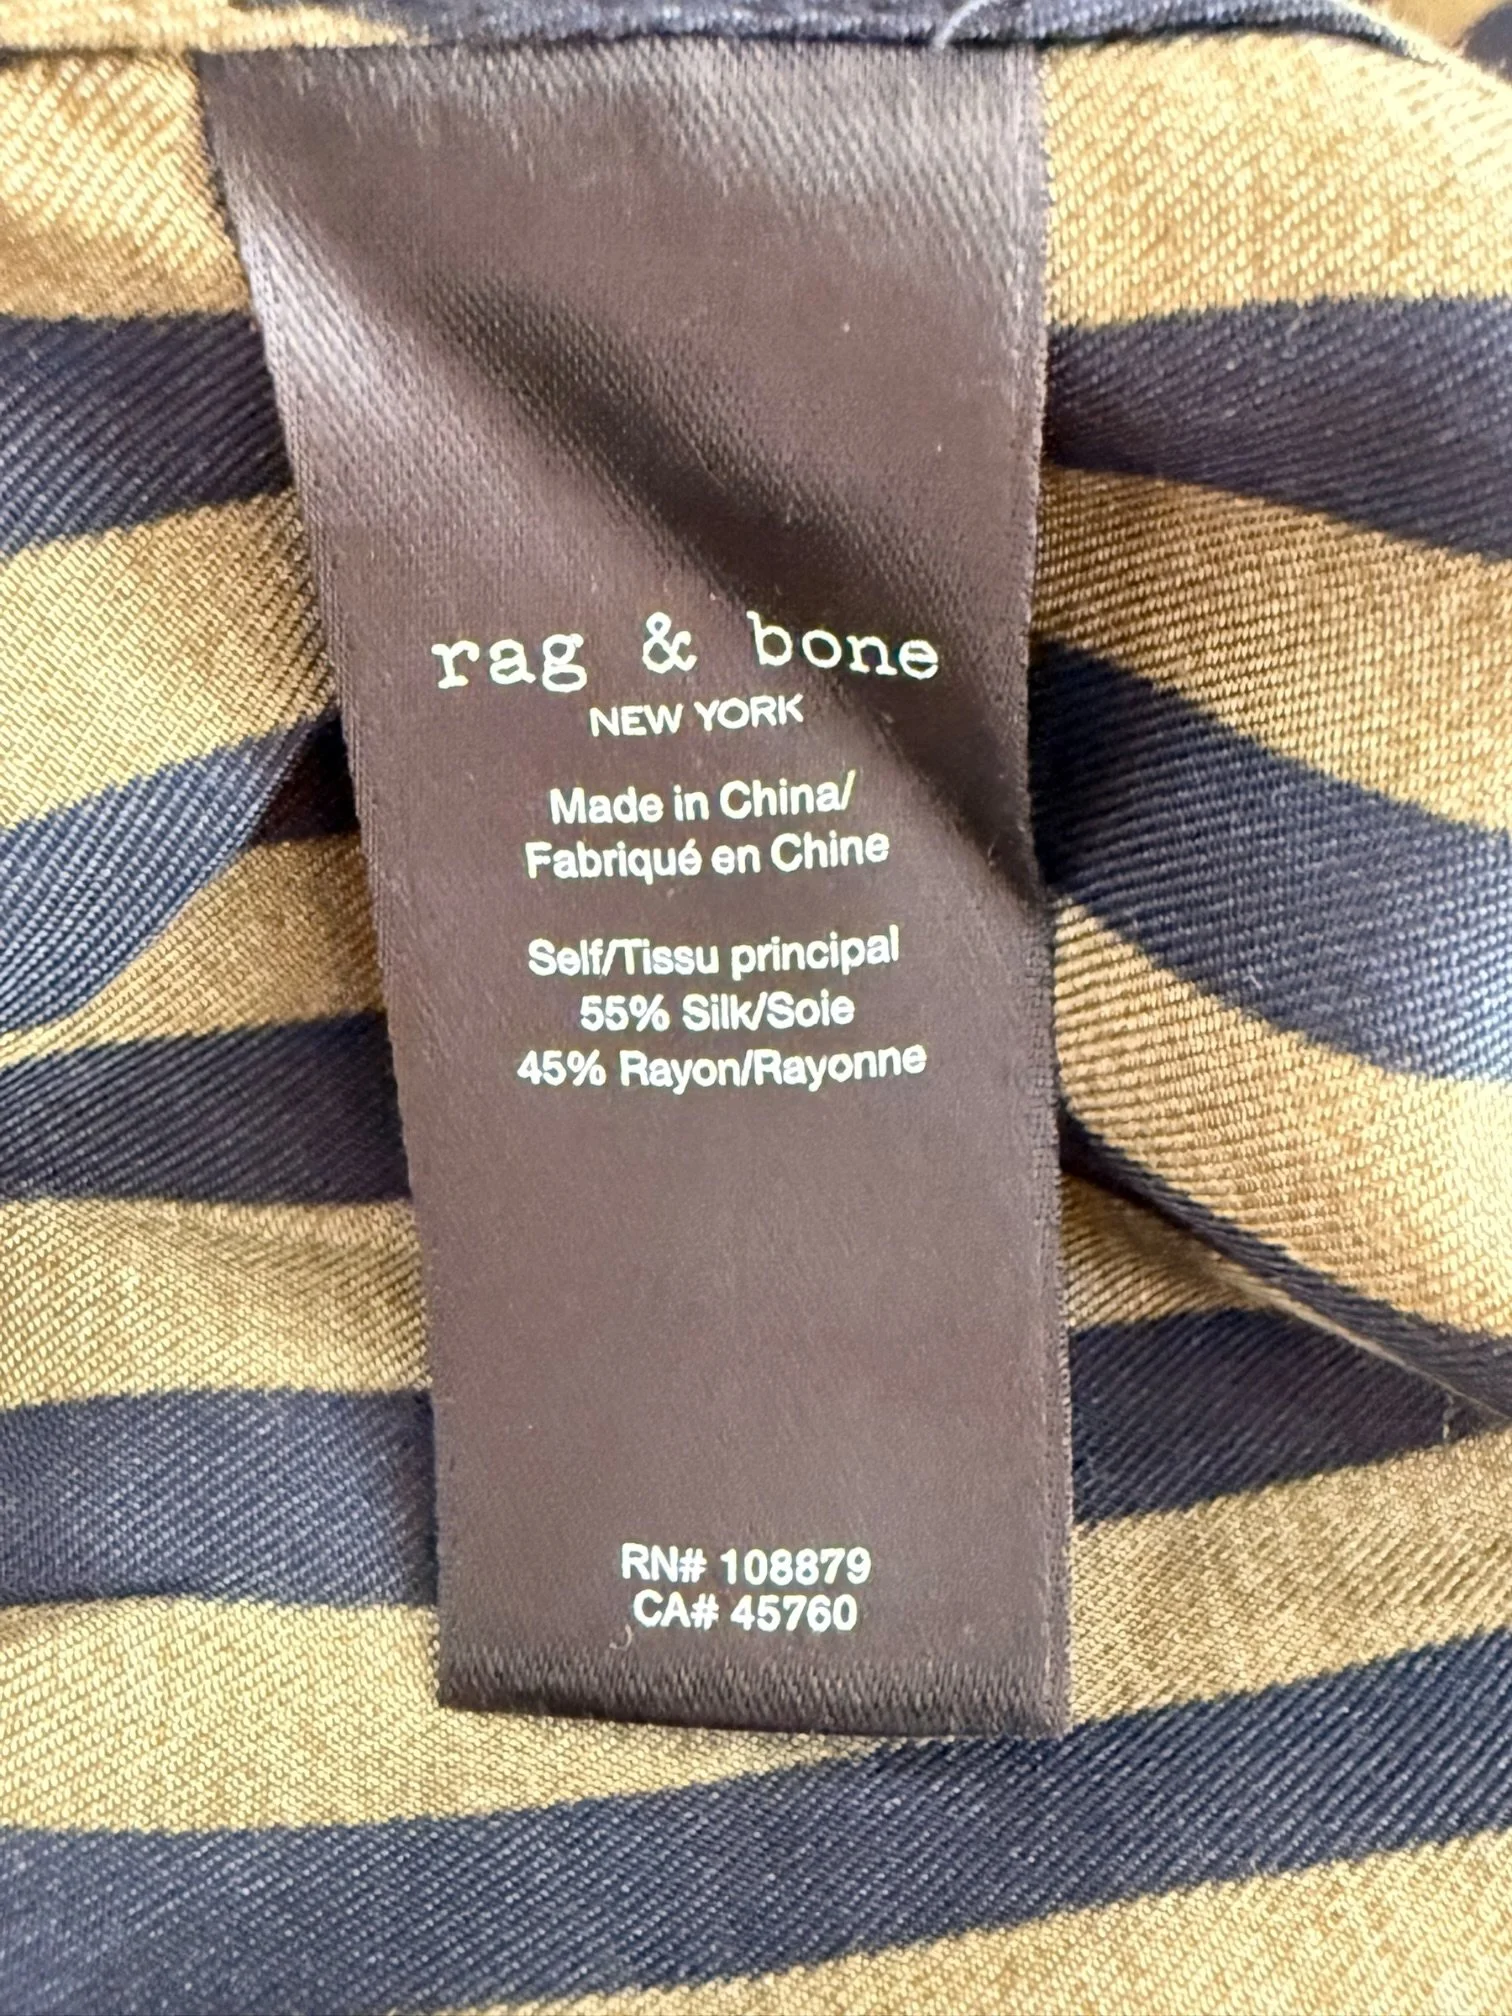 rag & bone
NEW YORK
Made in China/
Fabriqué en Chine
Self/Tissu principal
55% Silk/Soie
45% Rayon/Rayonne
RN# 108879
CA# 45760